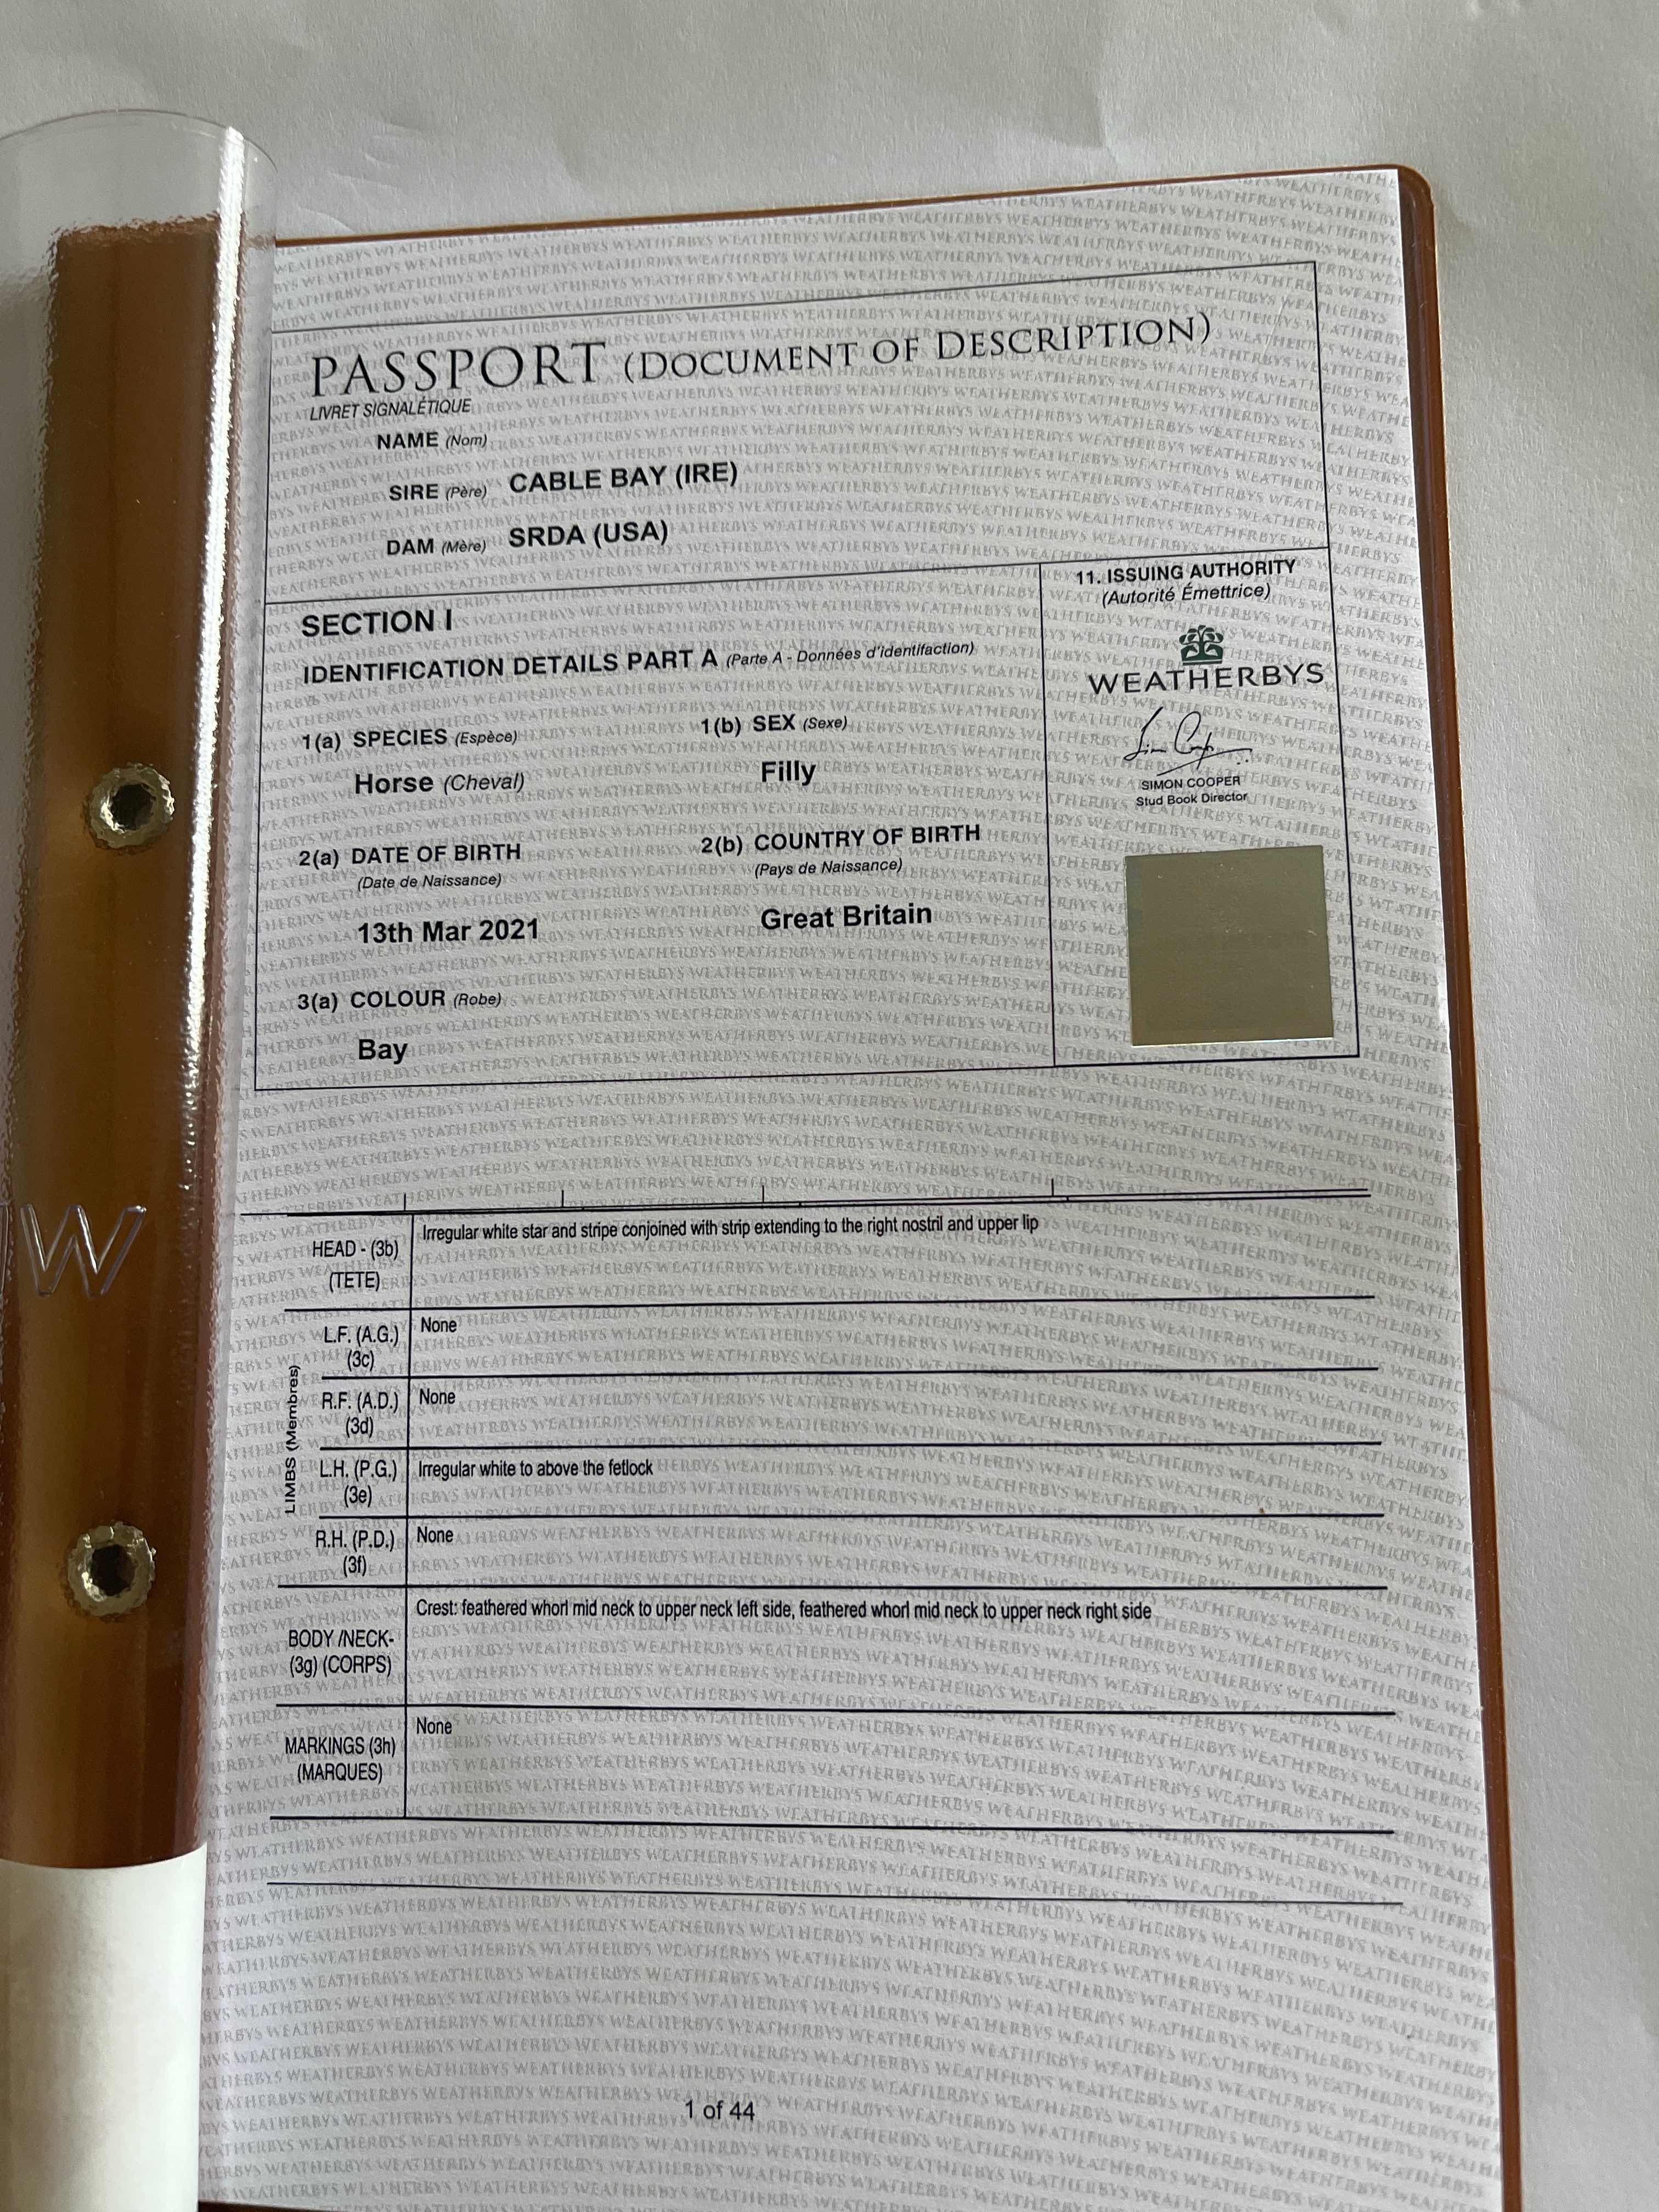 PASSPORT (DOCUMENT OF DESCRIPTION)
LIVRET SIGNALÉTIQUE
NAME (Nom)
SIRE (Père) CABLE BAY (IRE)
DAM (Mère) SRDA (USA)
SECTION I
IDENTIFICATION DETAILS PART A (Parte A - Données d'identifaction)
1(a) SPECIES (Espèce) 1(b) SEX (Sexe)
Horse (Cheval) Filly
2(a) DATE OF BIRTH 2(b) COUNTRY OF BIRTH
(Date de Naissance) (Pays de Naissance)
13th Mar 2021 Great Britain
3(a) COLOUR (Robe)
Bay
11. ISSUING AUTHORITY
(Autorité Émettrice)
WEATHERBYS
SIMON COOPER
Stud Book Director
HEAD - (3b) Irregular white star and stripe conjoined with strip extending to the right nostril and upper lip
(TETE)
LIMBS (Membres)
L.F. (A.G.) None
(3c)
R.F. (A.D.) None
(3d)
L.H. (P.G.) Irregular white to above the fetlock
(3e)
R.H. (P.D.) None
(3f)
BODY /NECK- Crest: feathered whorl mid neck to upper neck left side, feathered whorl mid neck to upper neck right side
(3g) (CORPS)
MARKINGS (3h) None
(MARQUES)
1 of 44
W